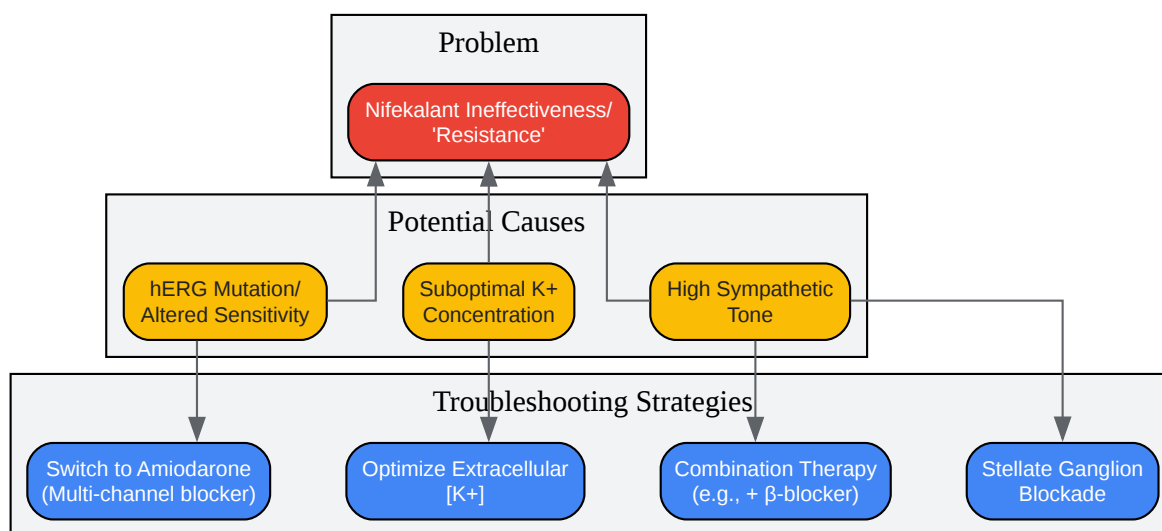 Problem
Nifekalant Ineffectiveness/
'Resistance'
Potential Causes
hERG Mutation/
Altered Sensitivity
Suboptimal K+
Concentration
High Sympathetic
Tone
Troubleshooting Strategies
Switch to Amiodarone
(Multi-channel blocker)
Optimize Extracellular
[K+]
Combination Therapy
(e.g., + β-blocker)
Stellate Ganglion
Blockade